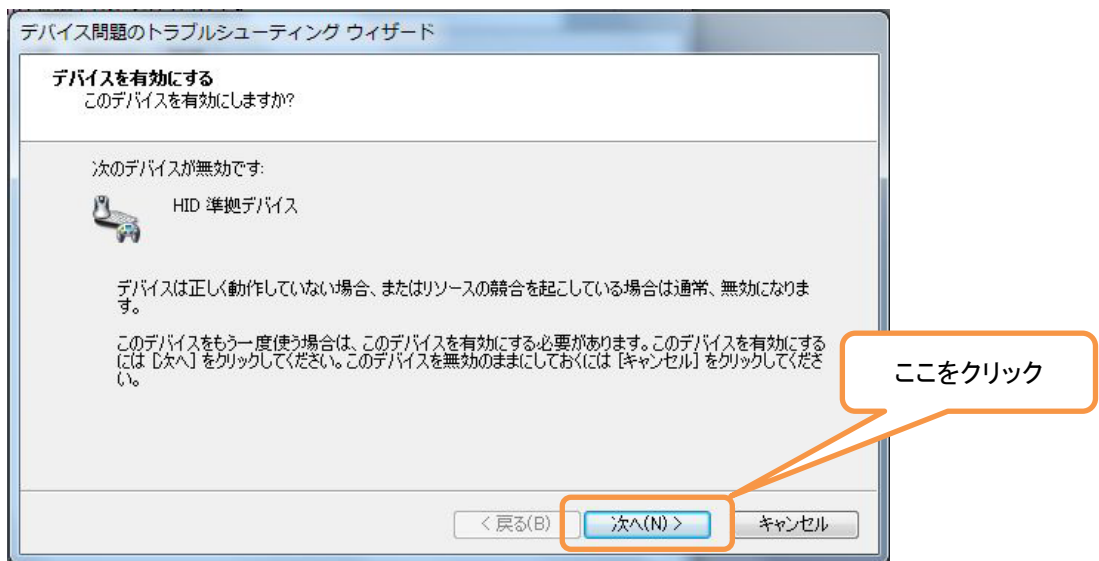 デバイス問題のトラブルシューティング ウィザード
デバイスを有効にする
このデバイスを有効にしますか?
次のデバイスが無効です:
HID 準拠デバイス
デバイスは正しく動作していない場合、またはリソースの競合を起こしている場合は通常、無効になりま
す。
このデバイスをもう一度使う場合は、このデバイスを有効にする必要があります。このデバイスを有効にする
には [次へ] をクリックしてください。このデバイスを無効のままにしておくには [キャンセル] をクリックしてくださ
い。
ここをクリック
< 戻る(B)
次へ(N) >
キャンセル